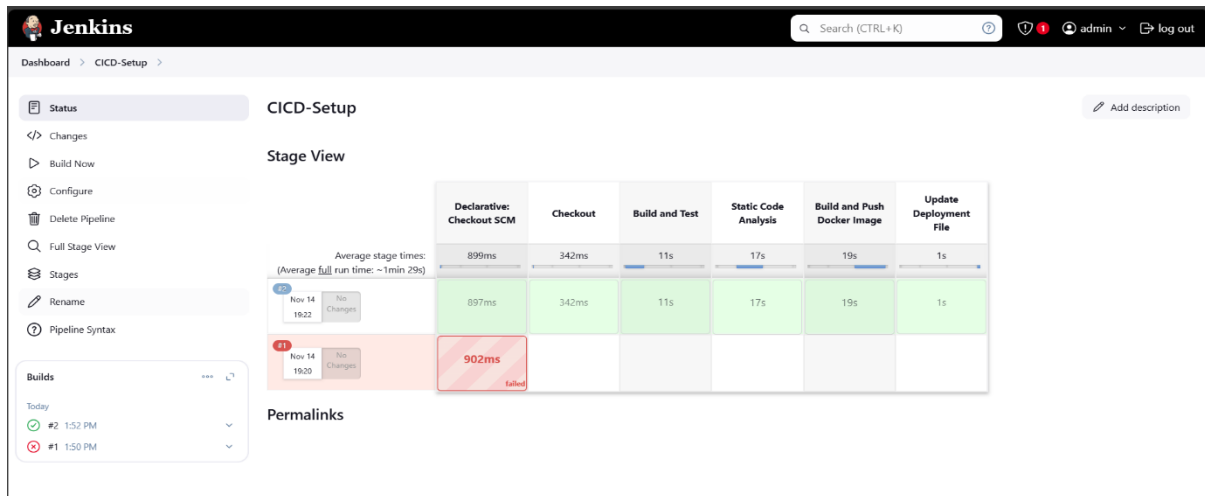 Jenkins
Search (CTRL+K)
1
admin
log out
Dashboard > CICD-Setup >
Status
Changes
Build Now
Configure
Delete Pipeline
Full Stage View
Stages
Rename
Pipeline Syntax
Builds
Today
#2 1:52 PM
#1 1:50 PM
CICD-Setup
Add description
Stage View
Declarative:
Checkout SCM
Checkout
Build and Test
Static Code
Analysis
Build and Push
Docker Image
Update
Deployment
File
Average stage times:
(Average full run time: ~1min 29s)
899ms
342ms
11s
17s
19s
1s
#2
Nov 14
19:22
No
Changes
897ms
342ms
11s
17s
19s
1s
#1
Nov 14
19:20
No
Changes
902ms
failed
Permalinks